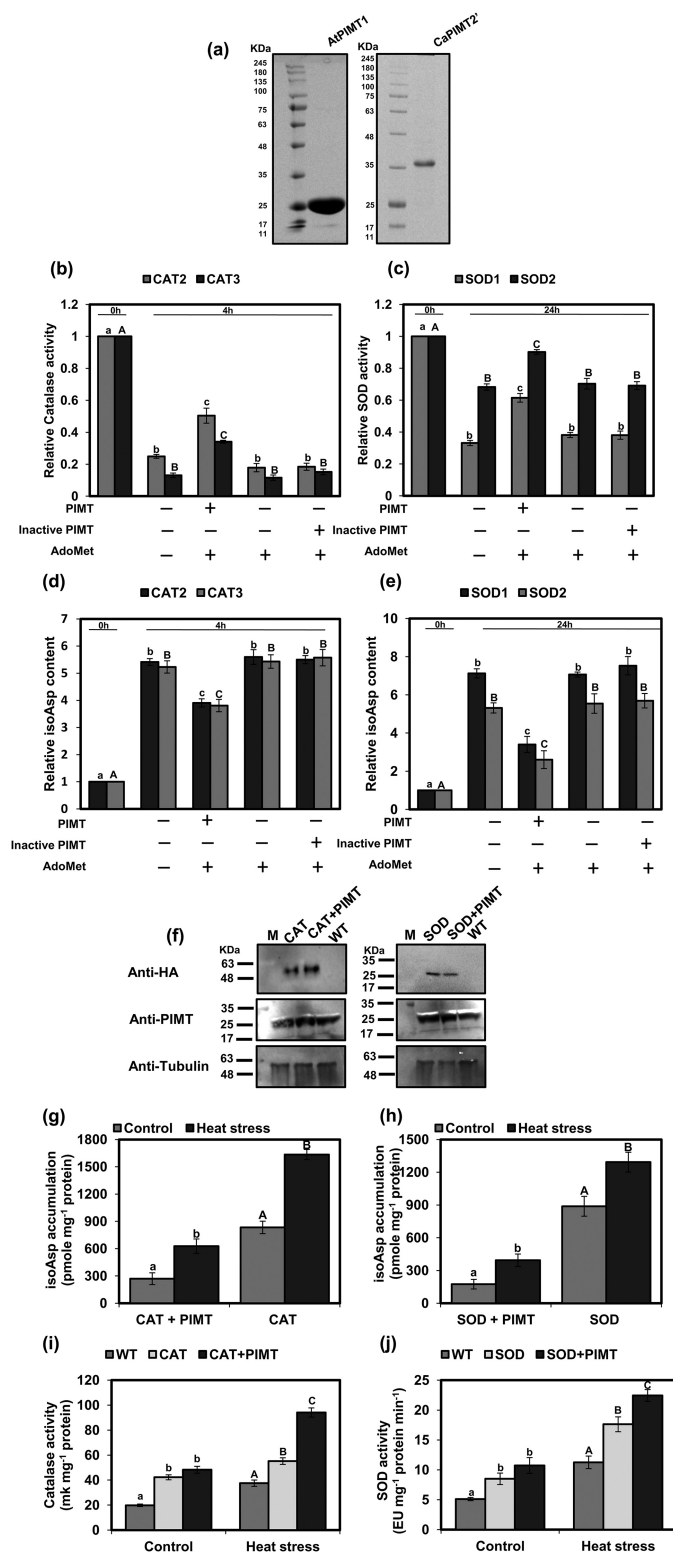 (a)
KDa AtPIMT1
245
180
135
100
75
63
48
35
25
17
11
KDa CaPIMT2'
245
180
135
100
75
63
48
35
25
17
11
(b)
CAT2 CAT3
Relative Catalase activity
1.2
1
0.8
0.6
0.4
0.2
0
0h 4h
a A b B c C b B b B
(c)
SOD1 SOD2
Relative SOD activity
1.2
1
0.8
0.6
0.4
0.2
0
0h 24h
a A b B c C b B b B
PIMT − + − − + −
Inactive PIMT − − + Inactive PIMT − − +
AdoMet − + + + AdoMet − + + +
(d)
CAT2 CAT3
Relative isoAsp content
7
6
5
4
3
2
1
0
0h 4h
a A b B c C b B b B
(e)
SOD1 SOD2
Relative isoAsp content
10
8
6
4
2
0
0h 24h
a A b B c C b B b B
PIMT − + − PIMT − + −
Inactive PIMT − − + Inactive PIMT − − +
AdoMet − + + + AdoMet − + + +
(f)
M CAT CAT+PIMT WT
M SOD SOD+PIMT WT
KDa KDa
Anti-HA 63 48 35 25 17
Anti-PIMT 35 25 17 35 25 17
Anti-Tubulin 63 48 63 48
(g)
Control Heat stress
isoAsp accumulation
(pmole mg-1 protein)
1800
1500
1200
900
600
300
0
a b A B
CAT + PIMT CAT
(h)
Control Heat stress
isoAsp accumulation
(pmole mg-1 protein)
1500
1200
900
600
300
0
a b A B
SOD + PIMT SOD
(i)
WT CAT CAT+PIMT
Catalase activity
(mk mg-1 protein)
120
100
80
60
40
20
0
a b b A B C
Control Heat stress
(j)
WT SOD SOD+PIMT
SOD activity
(EU mg-1 protein min-1)
25
20
15
10
5
0
a b b A B C
Control Heat stress